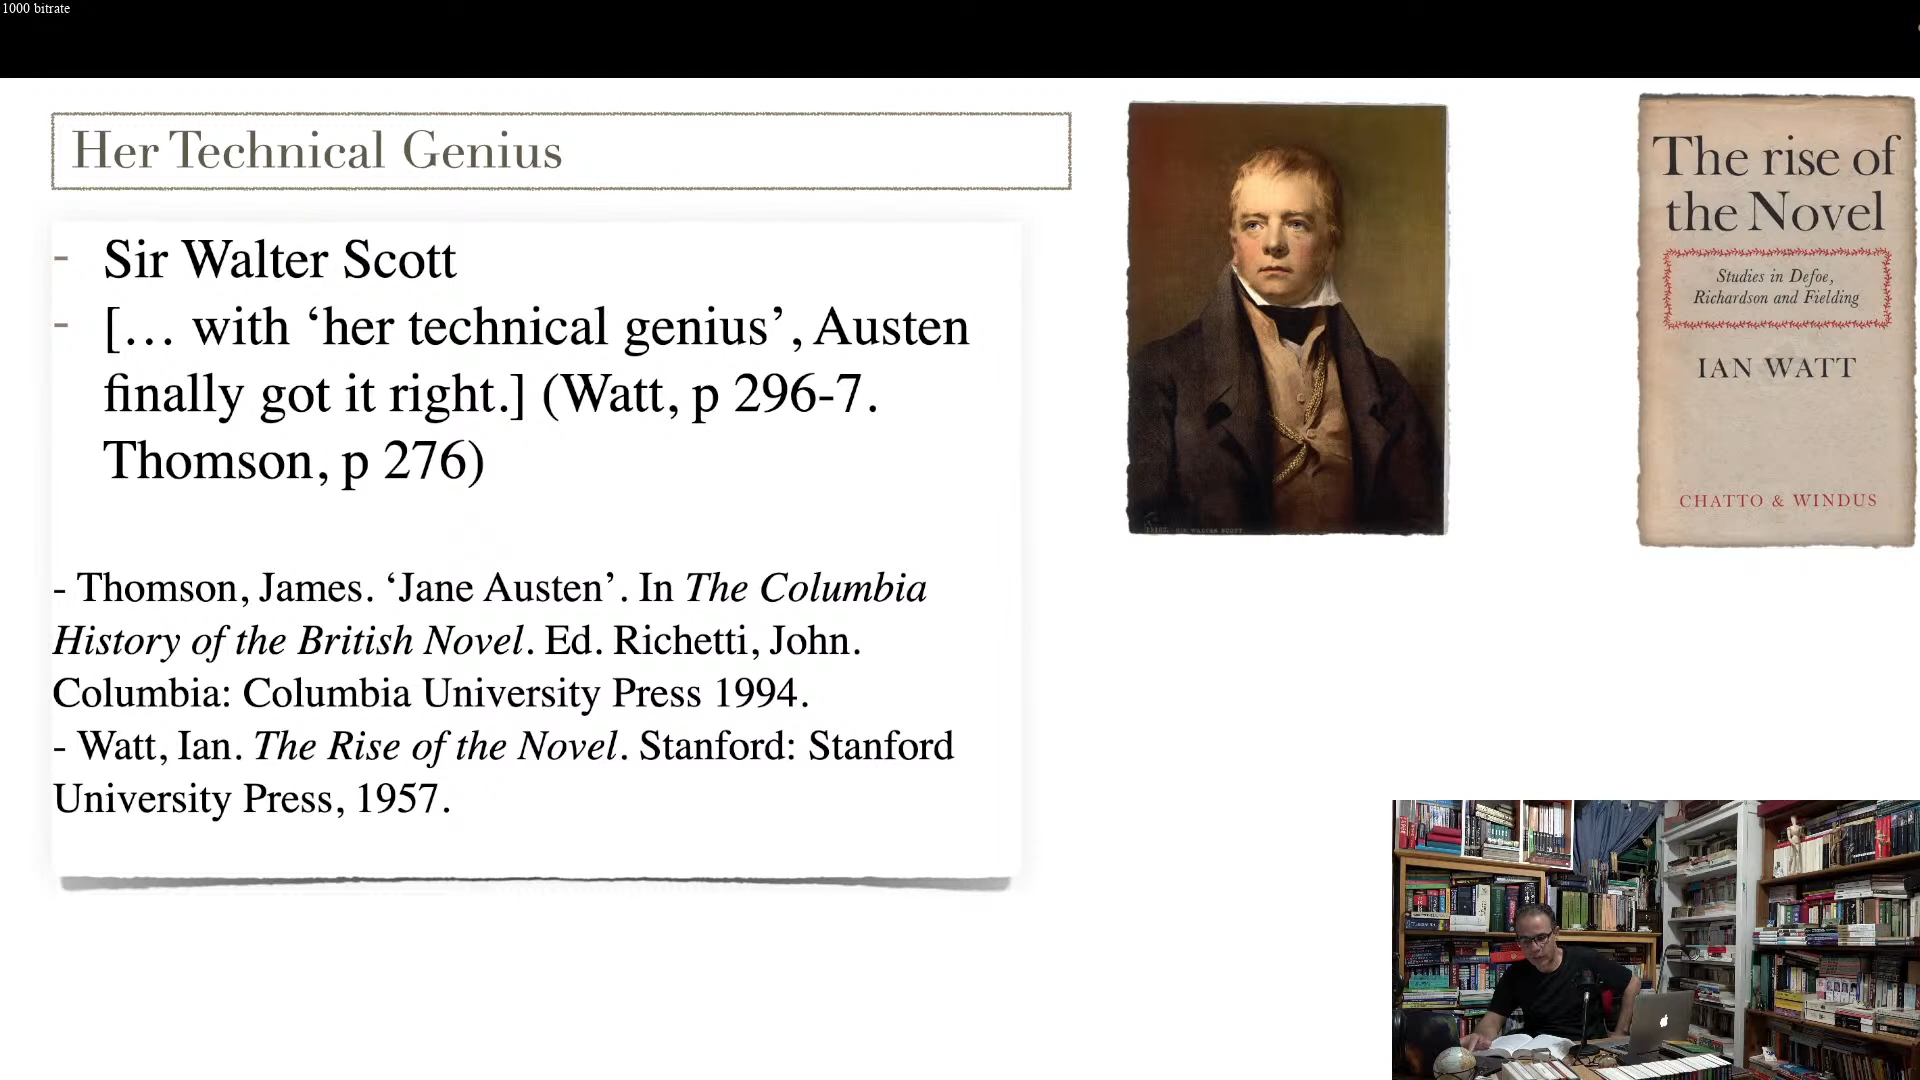 1000 bitrate
Her Technical Genius
- Sir Walter Scott
- [… with ‘her technical genius’, Austen
finally got it right.] (Watt, p 296-7.
Thomson, p 276)
- Thomson, James. ‘Jane Austen’. In The Columbia
History of the British Novel. Ed. Richetti, John.
Columbia: Columbia University Press 1994.
- Watt, Ian. The Rise of the Novel. Stanford: Stanford
University Press, 1957.
SIR WALTER SCOTT
The rise of
the Novel
Studies in Defoe,
Richardson and Fielding
IAN WATT
CHATTO & WINDUS